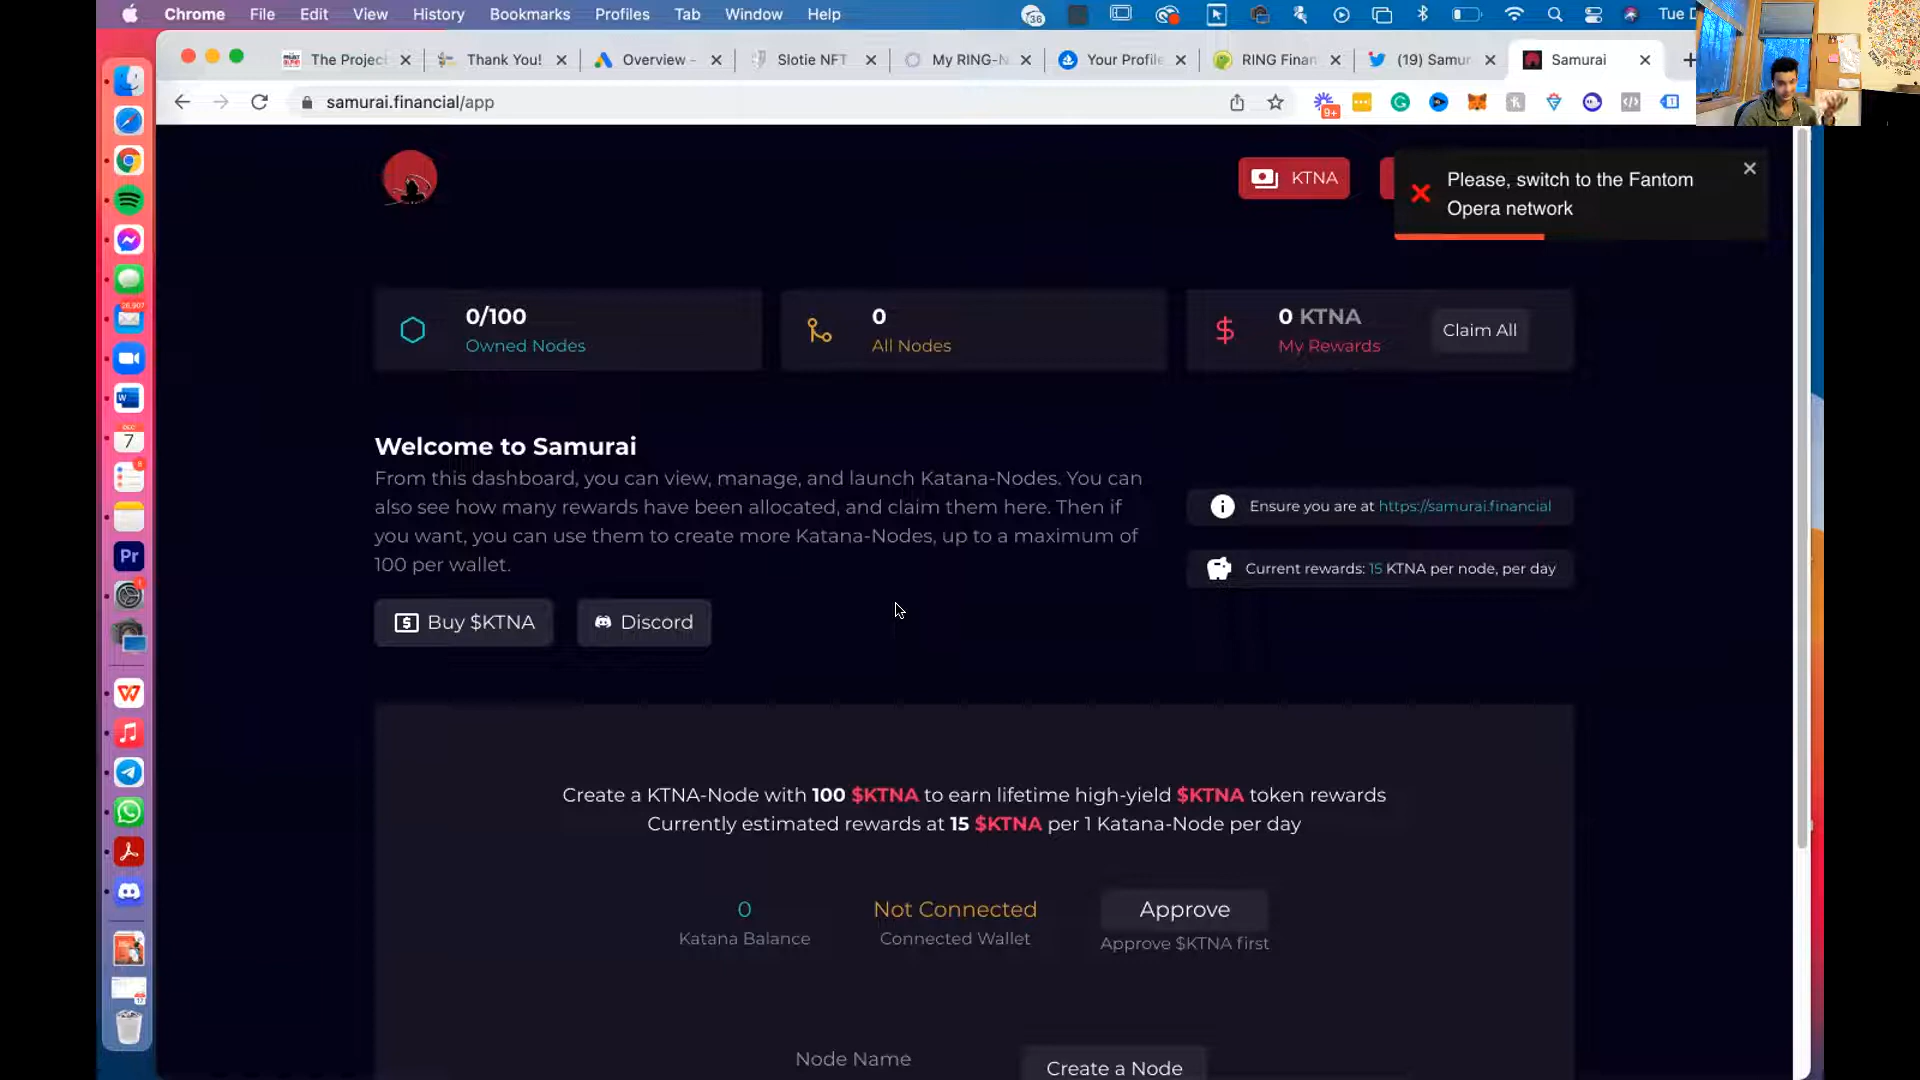 Chrome File Edit View History Bookmarks Profiles Tab Window Help 36 Tue D
The Projec Thank You! Overview - Slotie NFT My RING-N Your Profile RING Finan (19) Samur Samurai
samurai.financial/app 9+
KTNA
Please, switch to the Fantom
Opera network
0/100
Owned Nodes
0
All Nodes
0 KTNA
My Rewards
Claim All
Welcome to Samurai
From this dashboard, you can view, manage, and launch Katana-Nodes. You can
also see how many rewards have been allocated, and claim them here. Then if
you want, you can use them to create more Katana-Nodes, up to a maximum of
100 per wallet.
Ensure you are at https://samurai.financial
Current rewards: 15 KTNA per node, per day
Buy $KTNA
Discord
Create a KTNA-Node with 100 $KTNA to earn lifetime high-yield $KTNA token rewards
Currently estimated rewards at 15 $KTNA per 1 Katana-Node per day
0
Katana Balance
Not Connected
Connected Wallet
Approve
Approve $KTNA first
Node Name
Create a Node
DEC
7
Pr